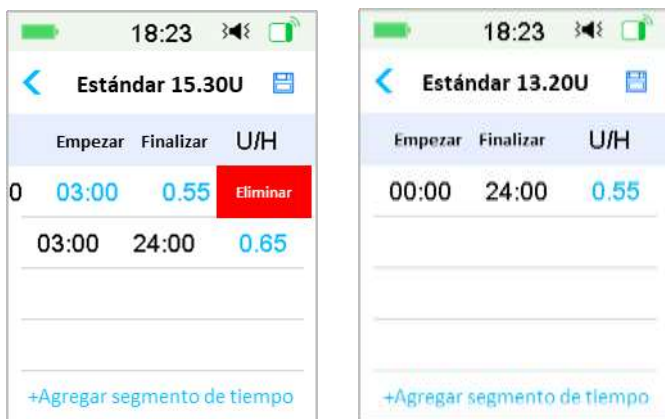 18:23
Estándar 15.30U
Empezar Finalizar U/H
0 03:00 0.55 Eliminar
03:00 24:00 0.65
+Agregar segmento de tiempo
18:23
Estándar 13.20U
Empezar Finalizar U/H
00:00 24:00 0.55
+Agregar segmento de tiempo